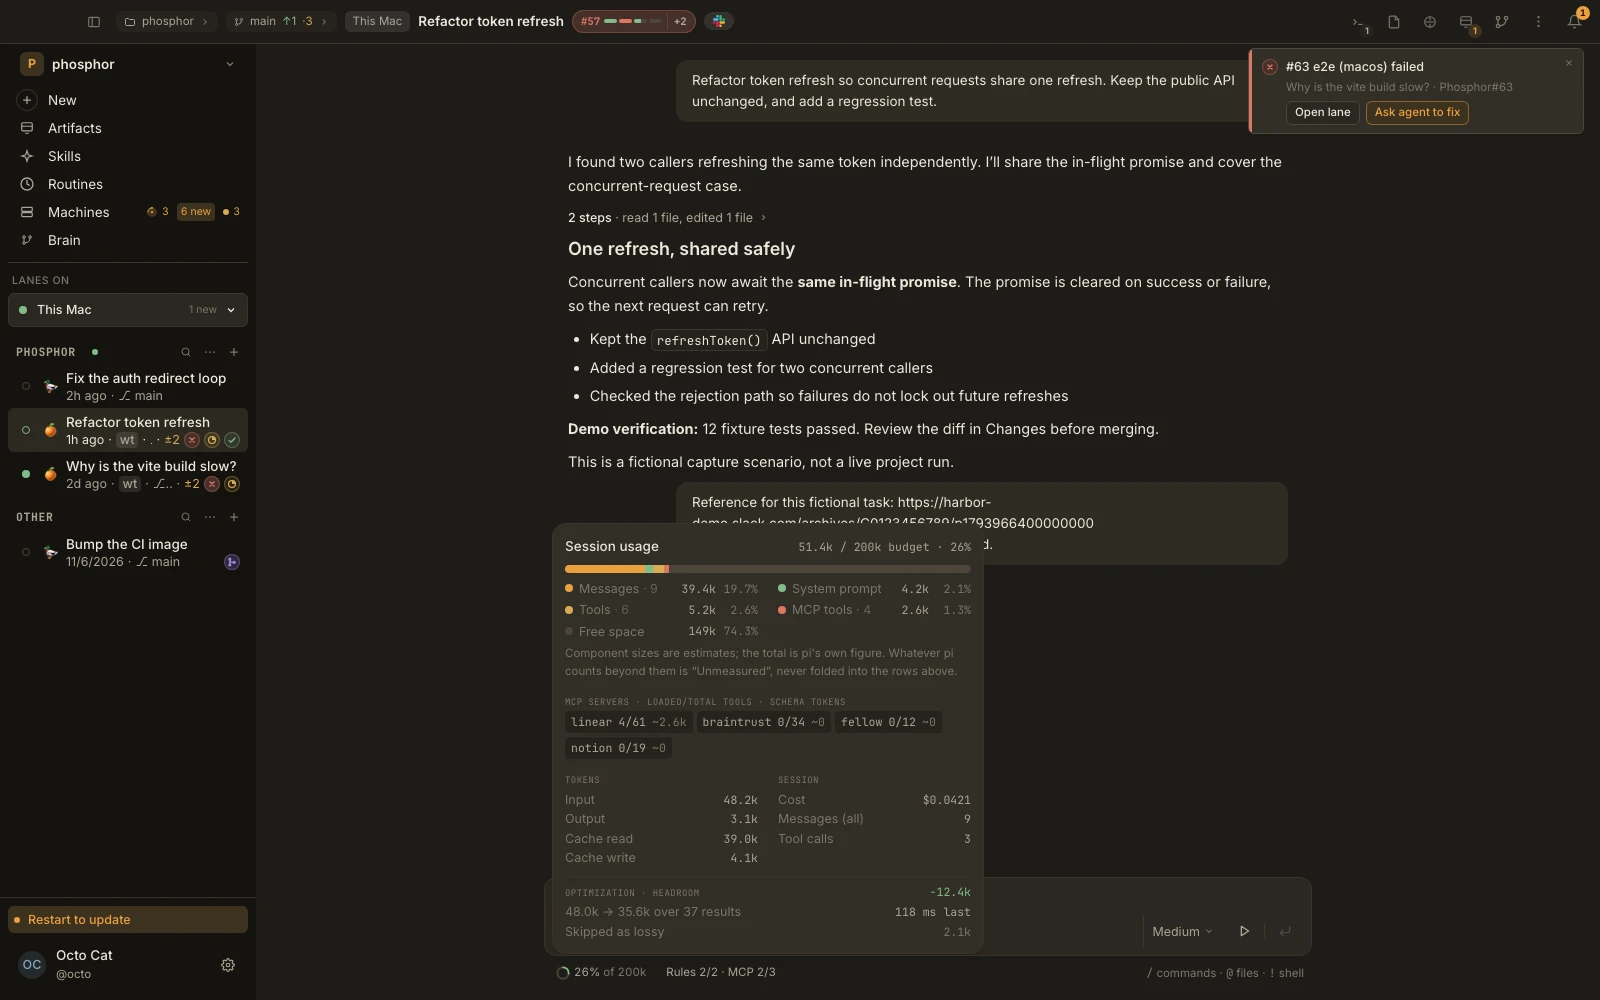 phosphor
main ↑1 ·3
This Mac
Refactor token refresh
#57
+2
1
1
1
P phosphor
New
Artifacts
Skills
Routines
Machines 3 6 new 3
Brain
LANES ON
This Mac 1 new
PHOSPHOR
Fix the auth redirect loop
2h ago · main
Refactor token refresh
1h ago · wt · . · ±2
Why is the vite build slow?
2d ago · wt · .. · ±2
OTHER
Bump the CI image
11/6/2026 · main
Restart to update
OC
Octo Cat
@octo
Refactor token refresh so concurrent requests share one refresh. Keep the public API
unchanged, and add a regression test.
#63 e2e (macos) failed
Why is the vite build slow? · Phosphor#63
Open lane Ask agent to fix
I found two callers refreshing the same token independently. I’ll share the in-flight promise and cover the
concurrent-request case.
2 steps · read 1 file, edited 1 file
One refresh, shared safely
Concurrent callers now await the same in-flight promise. The promise is cleared on success or failure,
so the next request can retry.
• Kept the refreshToken() API unchanged
• Added a regression test for two concurrent callers
• Checked the rejection path so failures do not lock out future refreshes
Demo verification: 12 fixture tests passed. Review the diff in Changes before merging.
This is a fictional capture scenario, not a live project run.
Reference for this fictional task: https://harbor-
demo.slack.com/archives/C0123456789/p1793966400000000
d.
Session usage 51.4k / 200k budget · 26%
Messages · 9 39.4k 19.7% System prompt 4.2k 2.1%
Tools · 6 5.2k 2.6% MCP tools · 4 2.6k 1.3%
Free space 149k 74.3%
Component sizes are estimates; the total is pi's own figure. Whatever pi
counts beyond them is “Unmeasured”, never folded into the rows above.
MCP SERVERS · LOADED/TOTAL TOOLS · SCHEMA TOKENS
linear 4/61 ~2.6k braintrust 0/34 ~0 fellow 0/12 ~0
notion 0/19 ~0
TOKENS SESSION
Input 48.2k Cost $0.0421
Output 3.1k Messages (all) 9
Cache read 39.0k Tool calls 3
Cache write 4.1k
OPTIMIZATION · HEADROOM -12.4k
48.0k → 35.6k over 37 results 118 ms last
Skipped as lossy 2.1k
Medium
26% of 200k Rules 2/2 · MCP 2/3
/ commands · @ files · ! shell